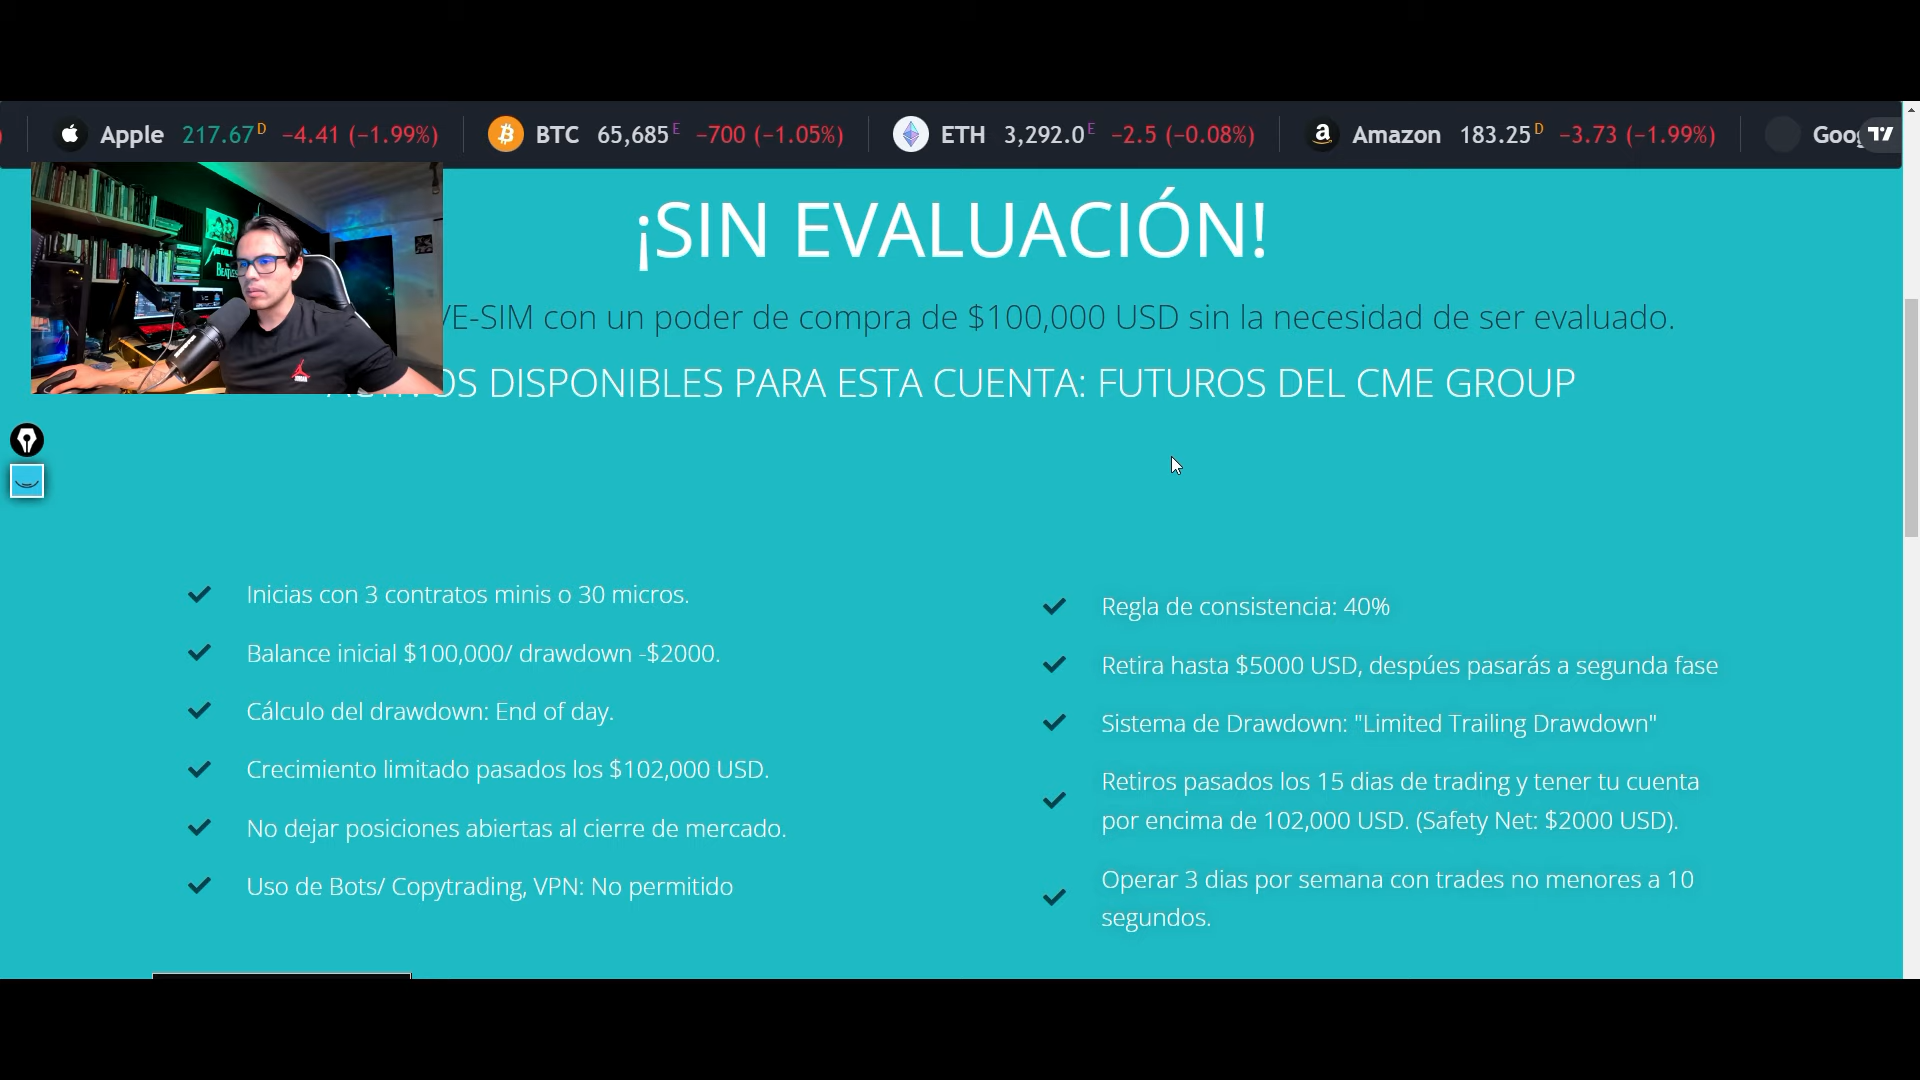 Apple 217.67 D −4.41 (−1.99%) BTC 65,685 E −700 (−1.05%) ETH 3,292.0 E −2.5 (−0.08%) Amazon 183.25 D −3.73 (−1.99%)
¡SIN EVALUACIÓN!
VE-SIM con un poder de compra de $100,000 USD sin la necesidad de ser evaluado.
DISPONIBLES PARA ESTA CUENTA: FUTUROS DEL CME GROUP
Inicias con 3 contratos minis o 30 micros.
Balance inicial $100,000/ drawdown -$2000.
Cálculo del drawdown: End of day.
Crecimiento limitado pasados los $102,000 USD.
No dejar posiciones abiertas al cierre de mercado.
Uso de Bots/ Copytrading, VPN: No permitido
Regla de consistencia: 40%
Retira hasta $5000 USD, despúes pasarás a segunda fase
Sistema de Drawdown: "Limited Trailing Drawdown"
Retiros pasados los 15 dias de trading y tener tu cuenta
por encima de 102,000 USD. (Safety Net: $2000 USD).
Operar 3 dias por semana con trades no menores a 10
segundos.